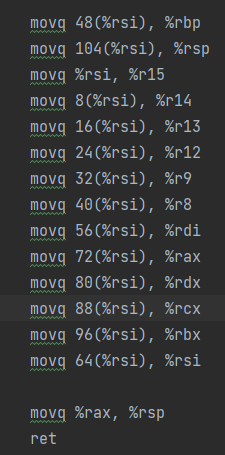 movq 48(%rsi), %rbp
movq 104(%rsi), %rsp
movq %rsi, %r15
movq 8(%rsi), %r14
movq 16(%rsi), %r13
movq 24(%rsi), %r12
movq 32(%rsi), %r9
movq 40(%rsi), %r8
movq 56(%rsi), %rdi
movq 72(%rsi), %rax
movq 80(%rsi), %rdx
movq 88(%rsi), %rcx
movq 96(%rsi), %rbx
movq 64(%rsi), %rsi
movq %rax, %rsp
ret